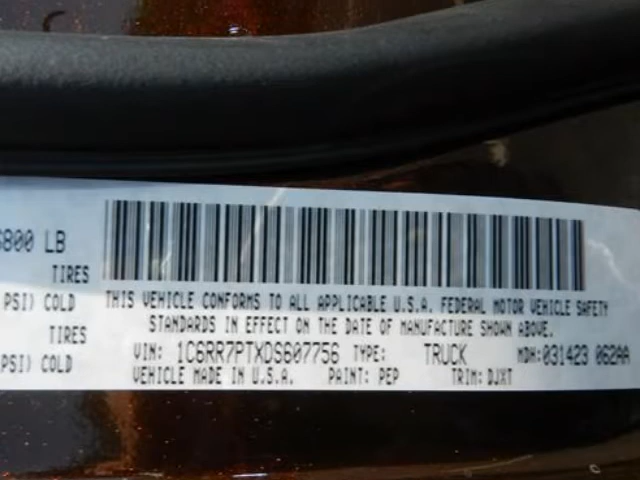 6800 LB
TIRES
PSI) COLD THIS VEHICLE CONFORMS TO ALL APPLICABLE U.S.A. FEDERAL MOTOR VEHICLE SAFETY
STANDARDS IN EFFECT ON THE DATE OF MANUFACTURE SHOWN ABOVE.
TIRES VIN: 1C6RR7PTXDS607756 TYPE: TRUCK MDH:031423 062AA
PSI) COLD VEHICLE MADE IN U.S.A. PAINT: PEP TRIM: DJXT